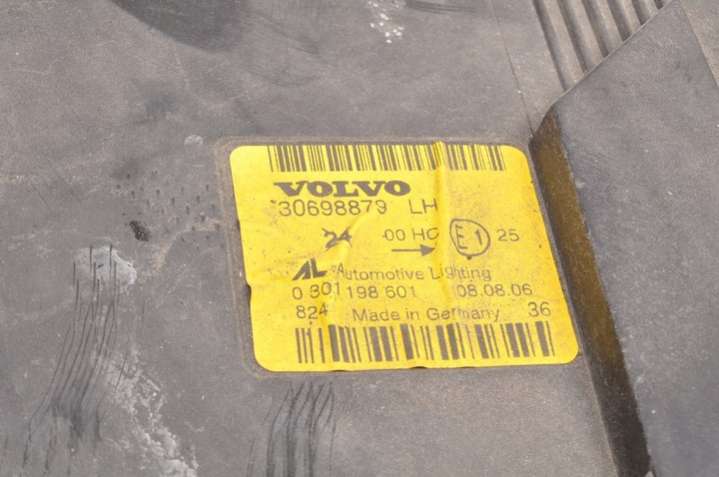 VOLVO
30698879 LH
24 00 HC → E1 25
AL Automotive Lighting
0 301 198 601 08.08.06
824 Made in Germany 36